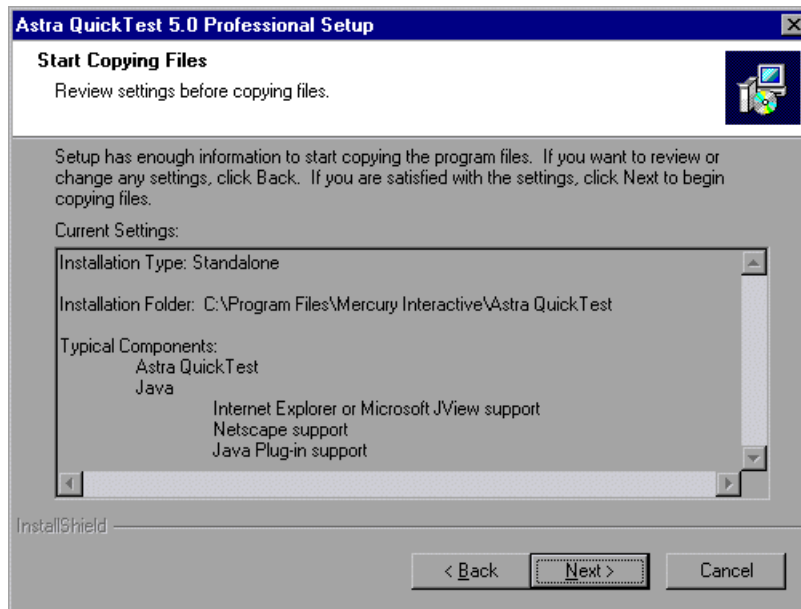 Astra QuickTest 5.0 Professional Setup
Start Copying Files
Review settings before copying files.
Setup has enough information to start copying the program files. If you want to review or
change any settings, click Back. If you are satisfied with the settings, click Next to begin
copying files.
Current Settings:
Installation Type: Standalone
Installation Folder: C:\Program Files\Mercury Interactive\Astra QuickTest
Typical Components:
Astra QuickTest
Java
Internet Explorer or Microsoft JView support
Netscape support
Java Plug-in support
InstallShield
< Back
Next >
Cancel